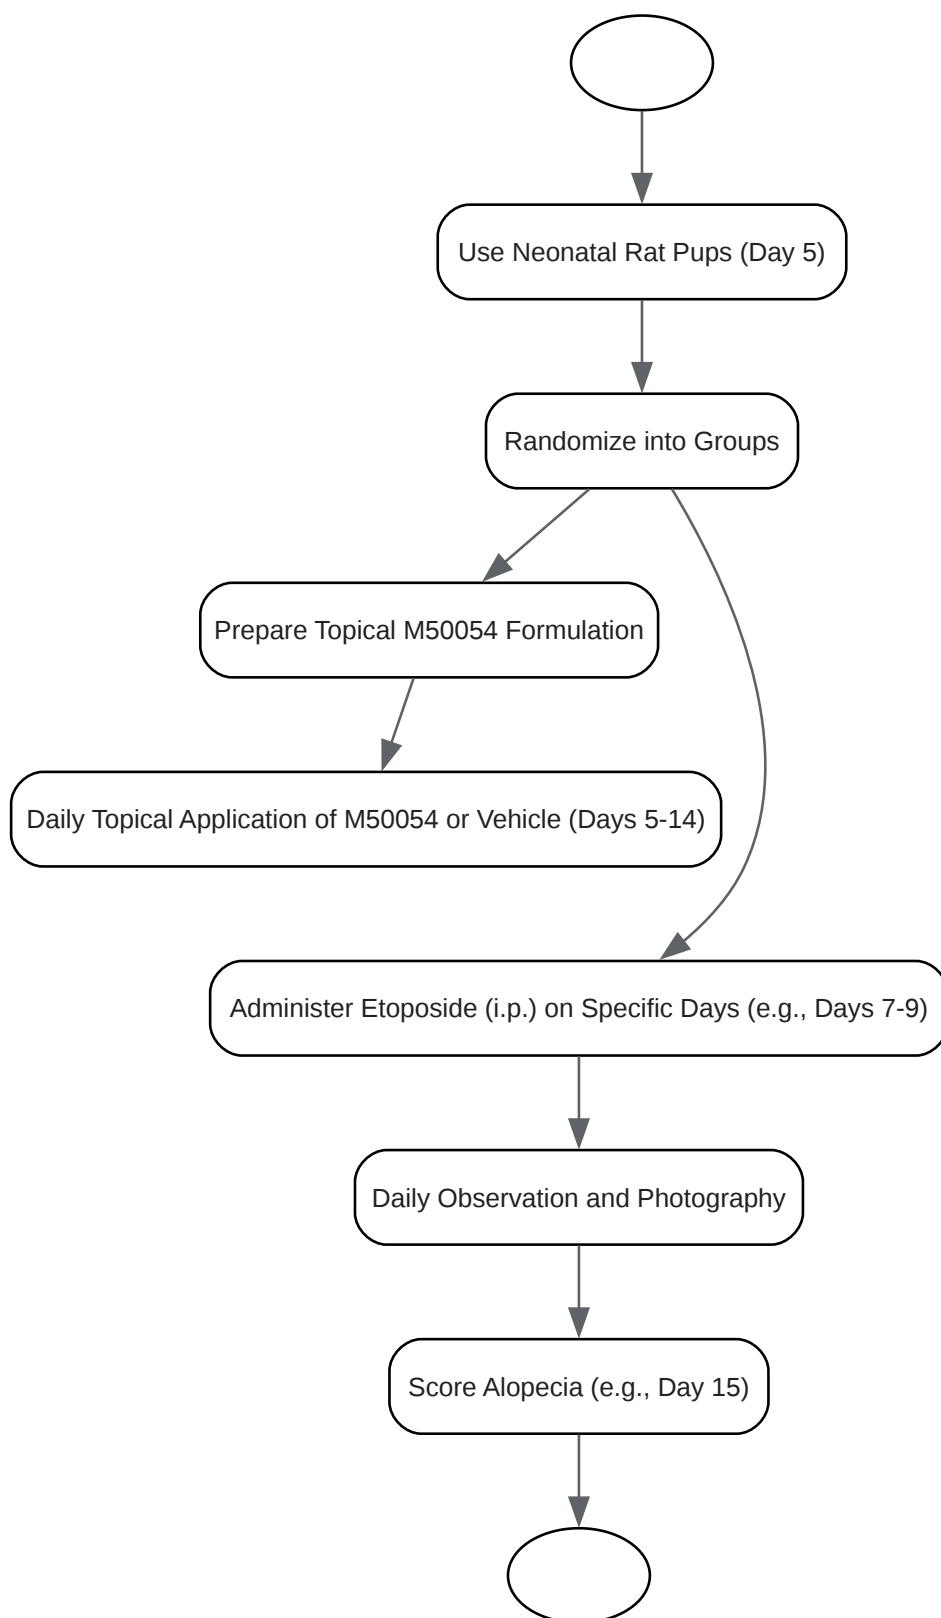 Use Neonatal Rat Pups (Day 5)
Randomize into Groups
Prepare Topical M50054 Formulation
Daily Topical Application of M50054 or Vehicle (Days 5-14)
Administer Etoposide (i.p.) on Specific Days (e.g., Days 7-9)
Daily Observation and Photography
Score Alopecia (e.g., Day 15)